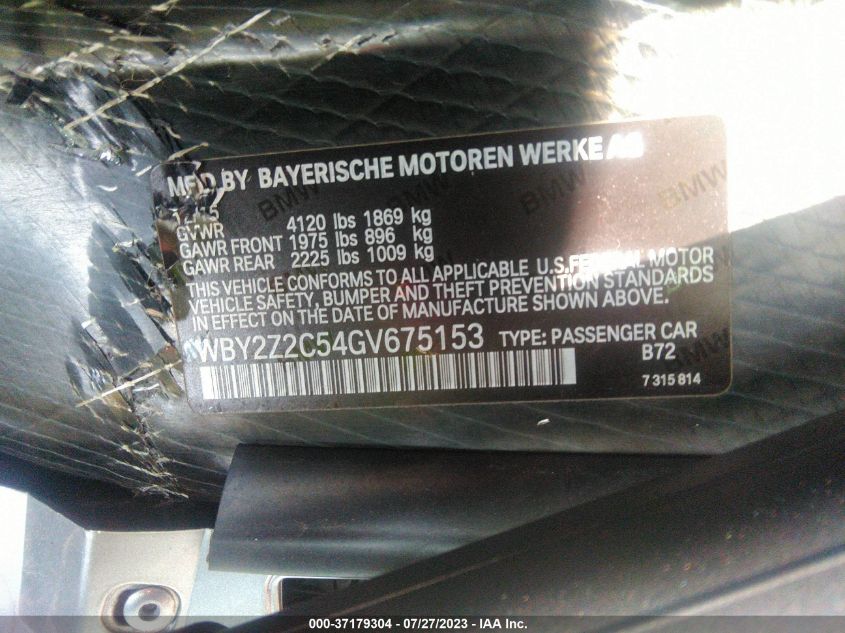 MFD BY BAYERISCHE MOTOREN WERKE AG
12/15
GVWR 4120 lbs 1869 kg
GAWR FRONT 1975 lbs 896 kg
GAWR REAR 2225 lbs 1009 kg
THIS VEHICLE CONFORMS TO ALL APPLICABLE U.S.FEDERAL MOTOR
VEHICLE SAFETY, BUMPER AND THEFT PREVENTION STANDARDS
IN EFFECT ON THE DATE OF MANUFACTURE SHOWN ABOVE.
WBY2Z2C54GV675153 TYPE: PASSENGER CAR
B72
7 315 814
000-37179304 / 07/27/2023 - IAA Inc.